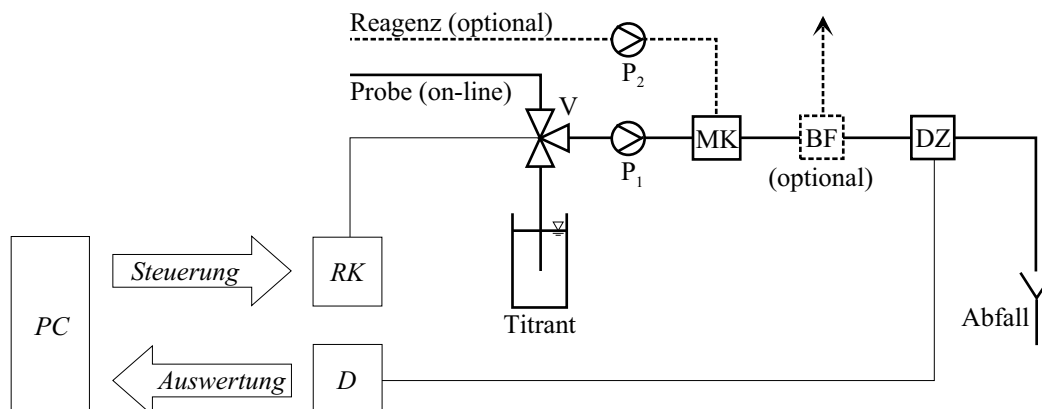 Reagenz (optional)
P2
Probe (on-line)
V
MK
BF
DZ
P1
(optional)
Steuerung
RK
PC
Titrant
Abfall
Auswertung
D